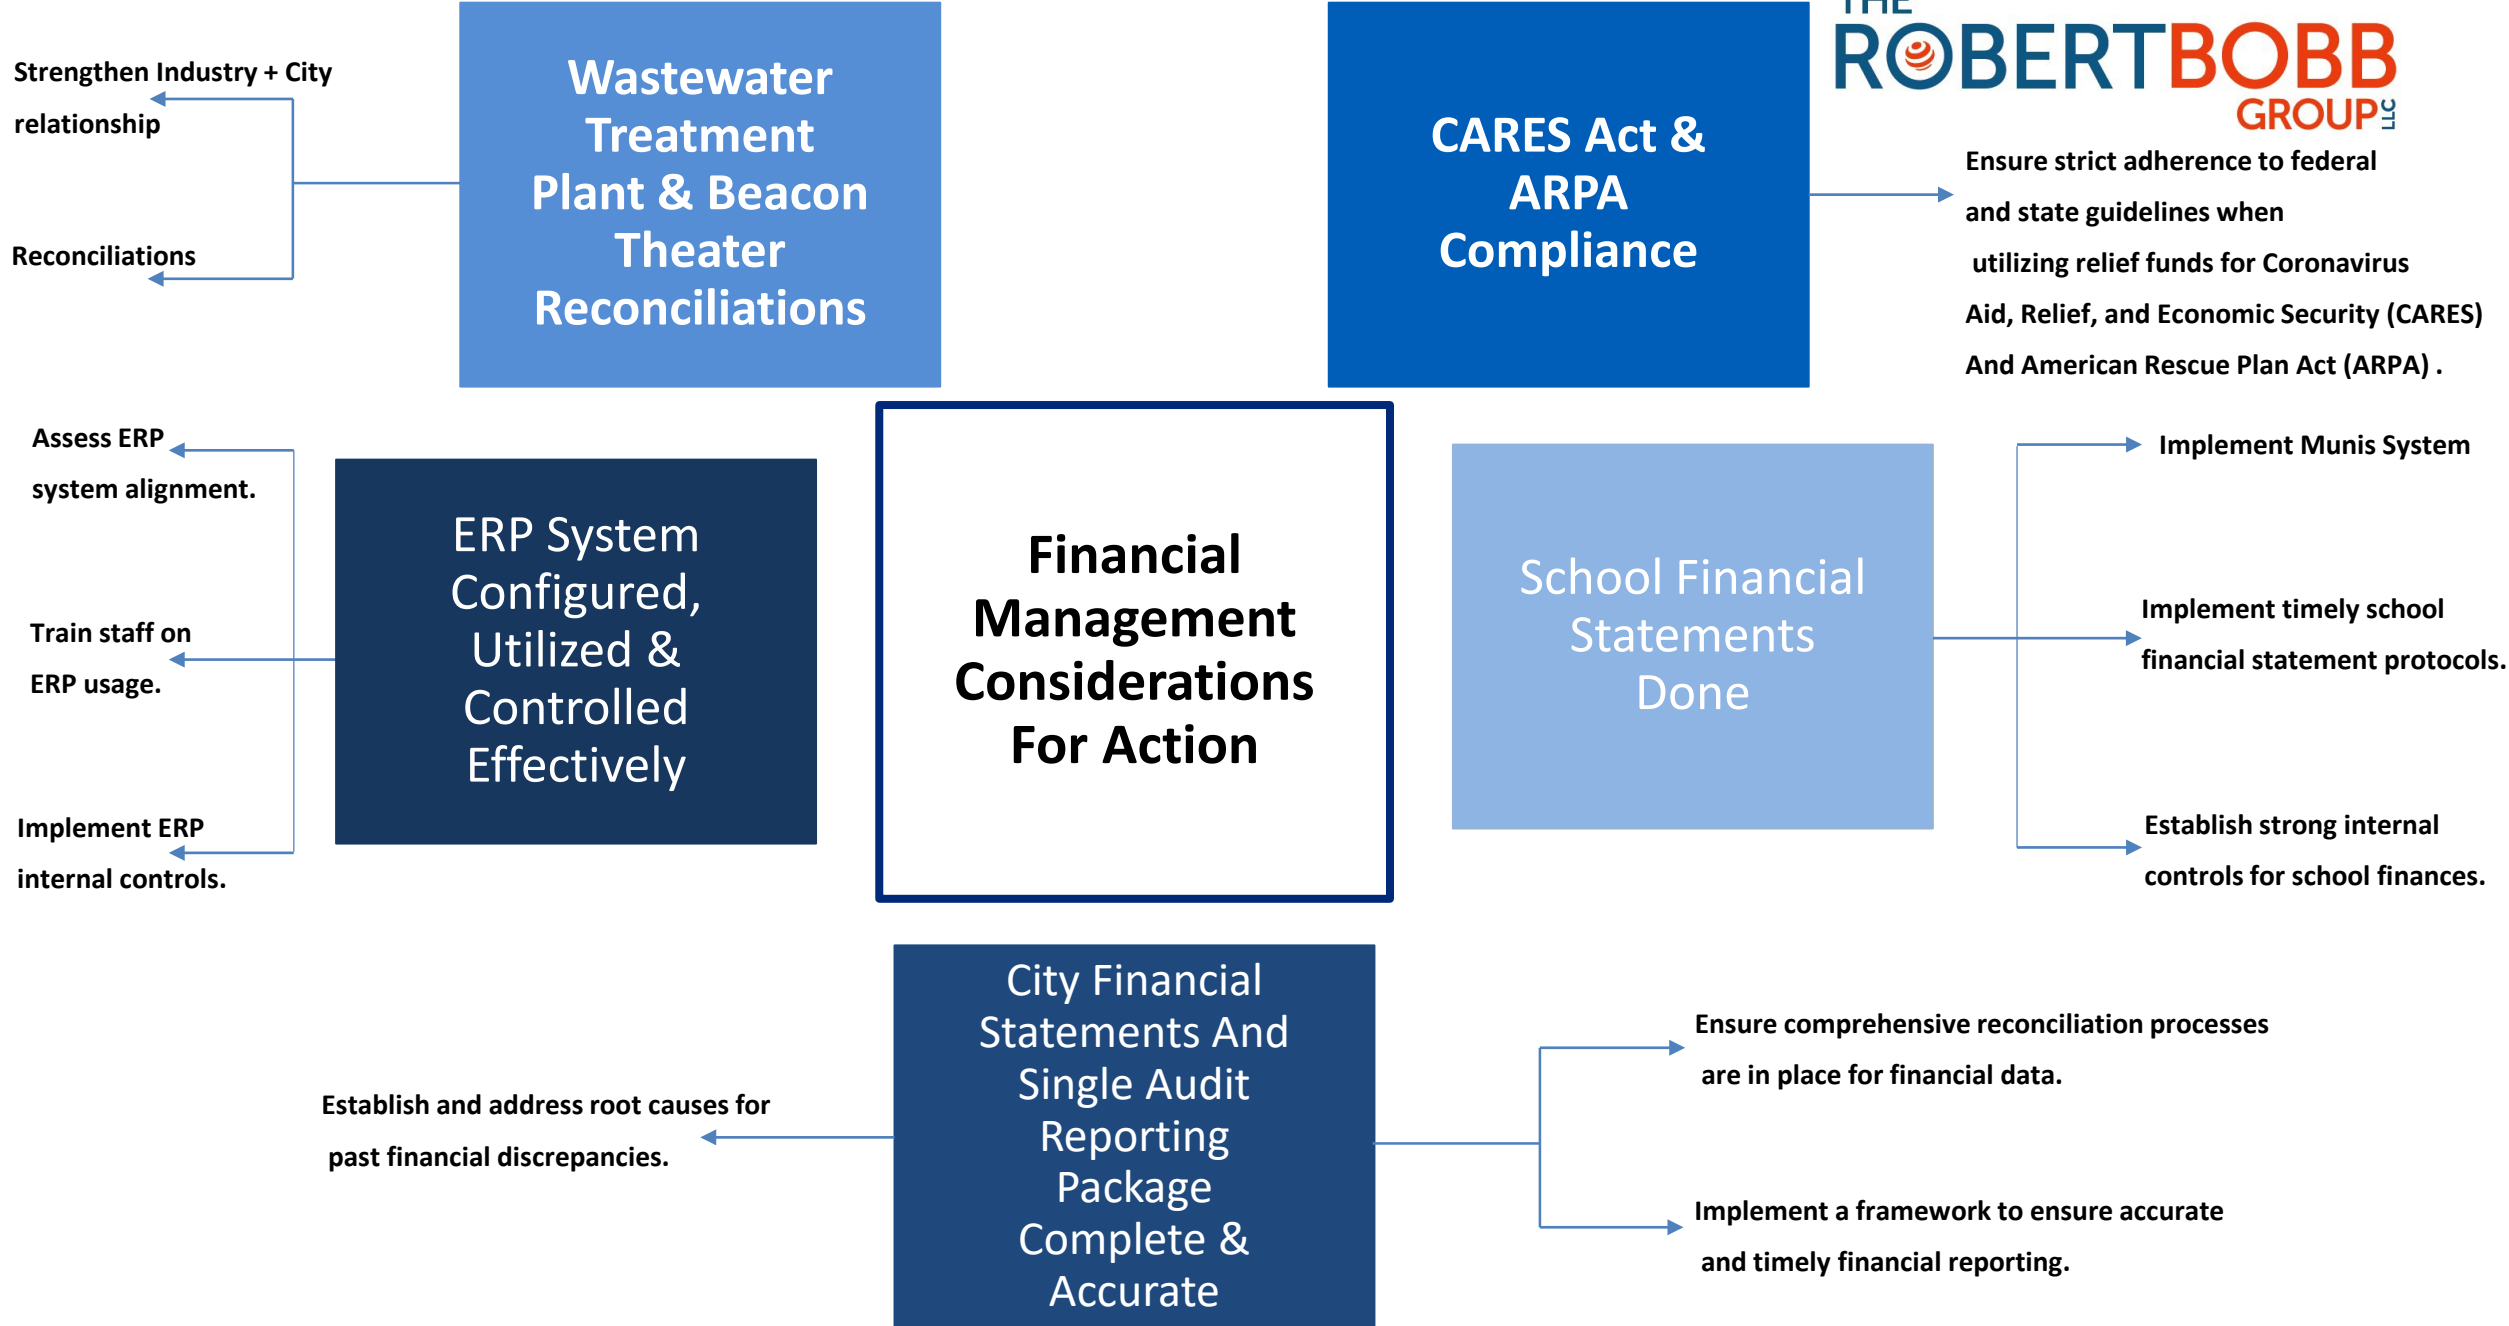 THE
ROBERTBOBB
GROUP LLC
Strengthen Industry + City
relationship
Reconciliations
Wastewater
Treatment
Plant & Beacon
Theater
Reconciliations
CARES Act &
ARPA
Compliance
Ensure strict adherence to federal
and state guidelines when
utilizing relief funds for Coronavirus
Aid, Relief, and Economic Security (CARES)
And American Rescue Plan Act (ARPA) .
Assess ERP
system alignment.
Train staff on
ERP usage.
Implement ERP
internal controls.
ERP System
Configured,
Utilized &
Controlled
Effectively
Financial
Management
Considerations
For Action
School Financial
Statements
Done
Implement Munis System
Implement timely school
financial statement protocols.
Establish strong internal
controls for school finances.
Establish and address root causes for
past financial discrepancies.
City Financial
Statements And
Single Audit
Reporting
Package
Complete &
Accurate
Ensure comprehensive reconciliation processes
are in place for financial data.
Implement a framework to ensure accurate
and timely financial reporting.